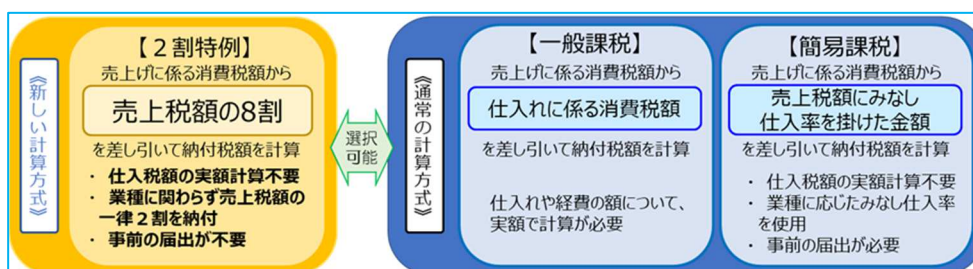 《新しい計算方式》
【２割特例】
売上げに係る消費税額から
売上税額の8割
を差し引いて納付税額を計算
・ 仕入税額の実額計算不要
・ 業種に関わらず売上税額の
一律２割を納付
・ 事前の届出が不要
選択
可能
《通常の計算方式》
【一般課税】
売上げに係る消費税額から
仕入れに係る消費税額
を差し引いて納付税額を計算
仕入れや経費の額について、
実額で計算が必要
【簡易課税】
売上げに係る消費税額から
売上税額にみなし
仕入率を掛けた金額
を差し引いて納付税額を計算
・ 仕入税額の実額計算不要
・ 業種に応じたみなし仕入率
を使用
・ 事前の届出が必要